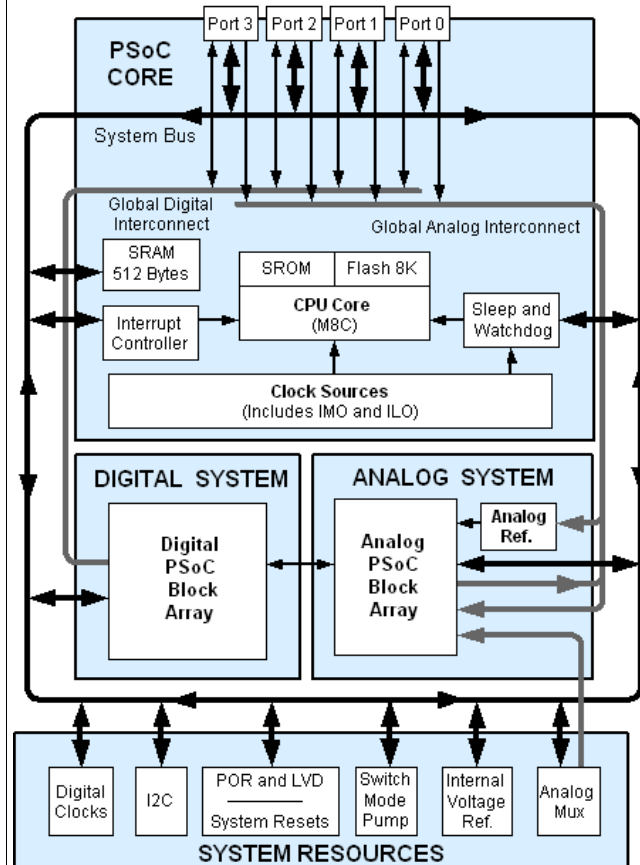 Port 3 Port 2 Port 1 Port 0
PSoC
CORE
System Bus
Global Digital
Interconnect
Global Analog Interconnect
SRAM
512 Bytes
SROM Flash 8K
CPU Core
(M8C)
Interrupt
Controller
Sleep and
Watchdog
Clock Sources
(Includes IMO and ILO)
DIGITAL SYSTEM
ANALOG SYSTEM
Digital
PSoC
Block
Array
Analog
PSoC
Block
Array
Analog
Ref.
Digital
Clocks
I2C
POR and LVD
System Resets
Switch
Mode
Pump
Internal
Voltage
Ref.
Analog
Mux
SYSTEM RESOURCES